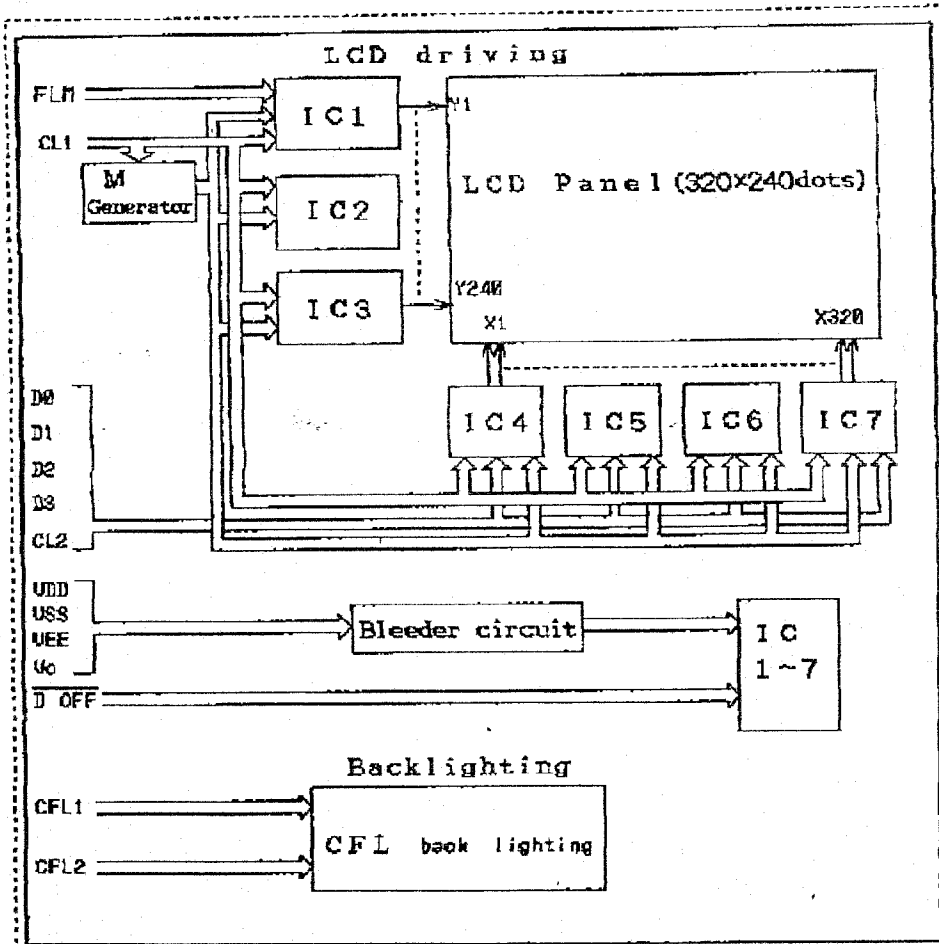 LCD driving
FLM
IC1
Y1
CL1
M
Generator
LCD Panel (320×240dots)
IC2
IC3
Y240
X1
X320
D0
D1
D2
D3
CL2
IC4
IC5
IC6
IC7
VDD
VSS
VEE
Vo
Bleeder circuit
IC
1~7
D OFF
Backlighting
CFL1
CFL2
CFL back lighting